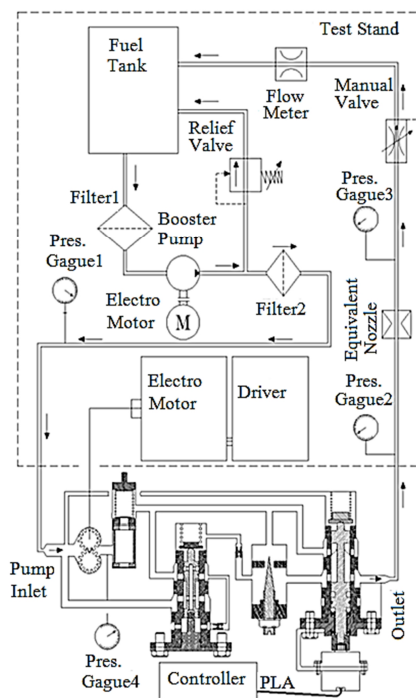 Test Stand
Fuel
Tank
Flow
Meter
Manual
Valve
Relief
Valve
Filter1
Booster
Pump
Pres.
Gague3
Pres.
Gague1
Electro
Motor
M
Filter2
Equivalent
Nozzle
Electro
Motor
Driver
Pres.
Gague2
Pump
Inlet
Outlet
Pres.
Gague4
Controller
PLA